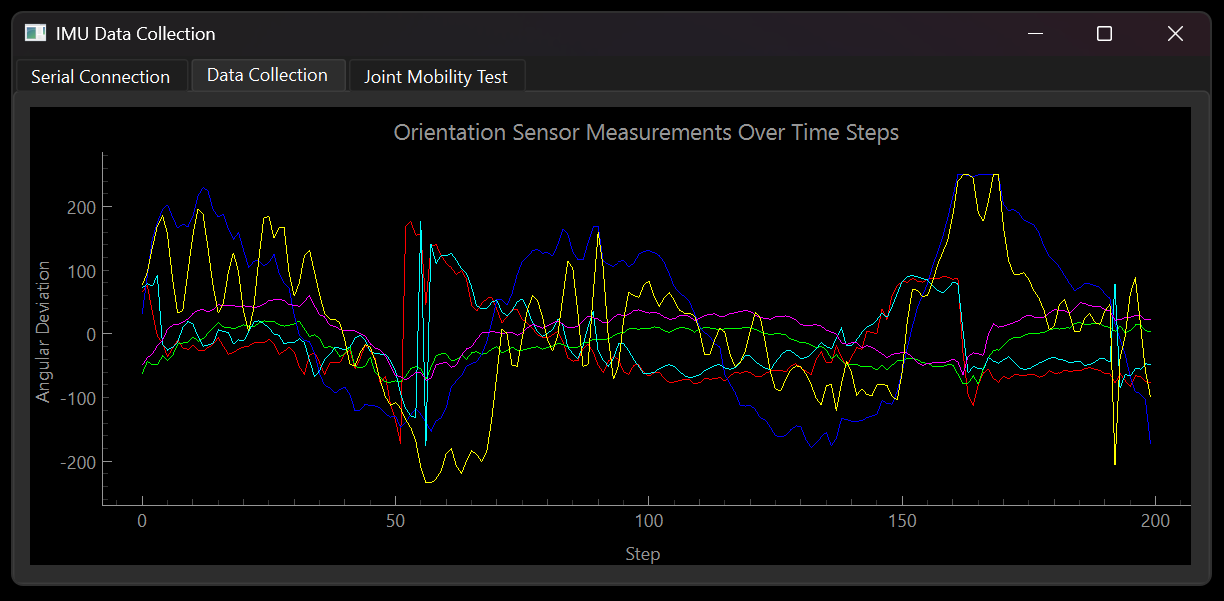 IMU Data Collection
Serial Connection
Data Collection
Joint Mobility Test
Orientation Sensor Measurements Over Time Steps
Angular Deviation
200
100
0
-100
-200
0
50
100
150
200
Step